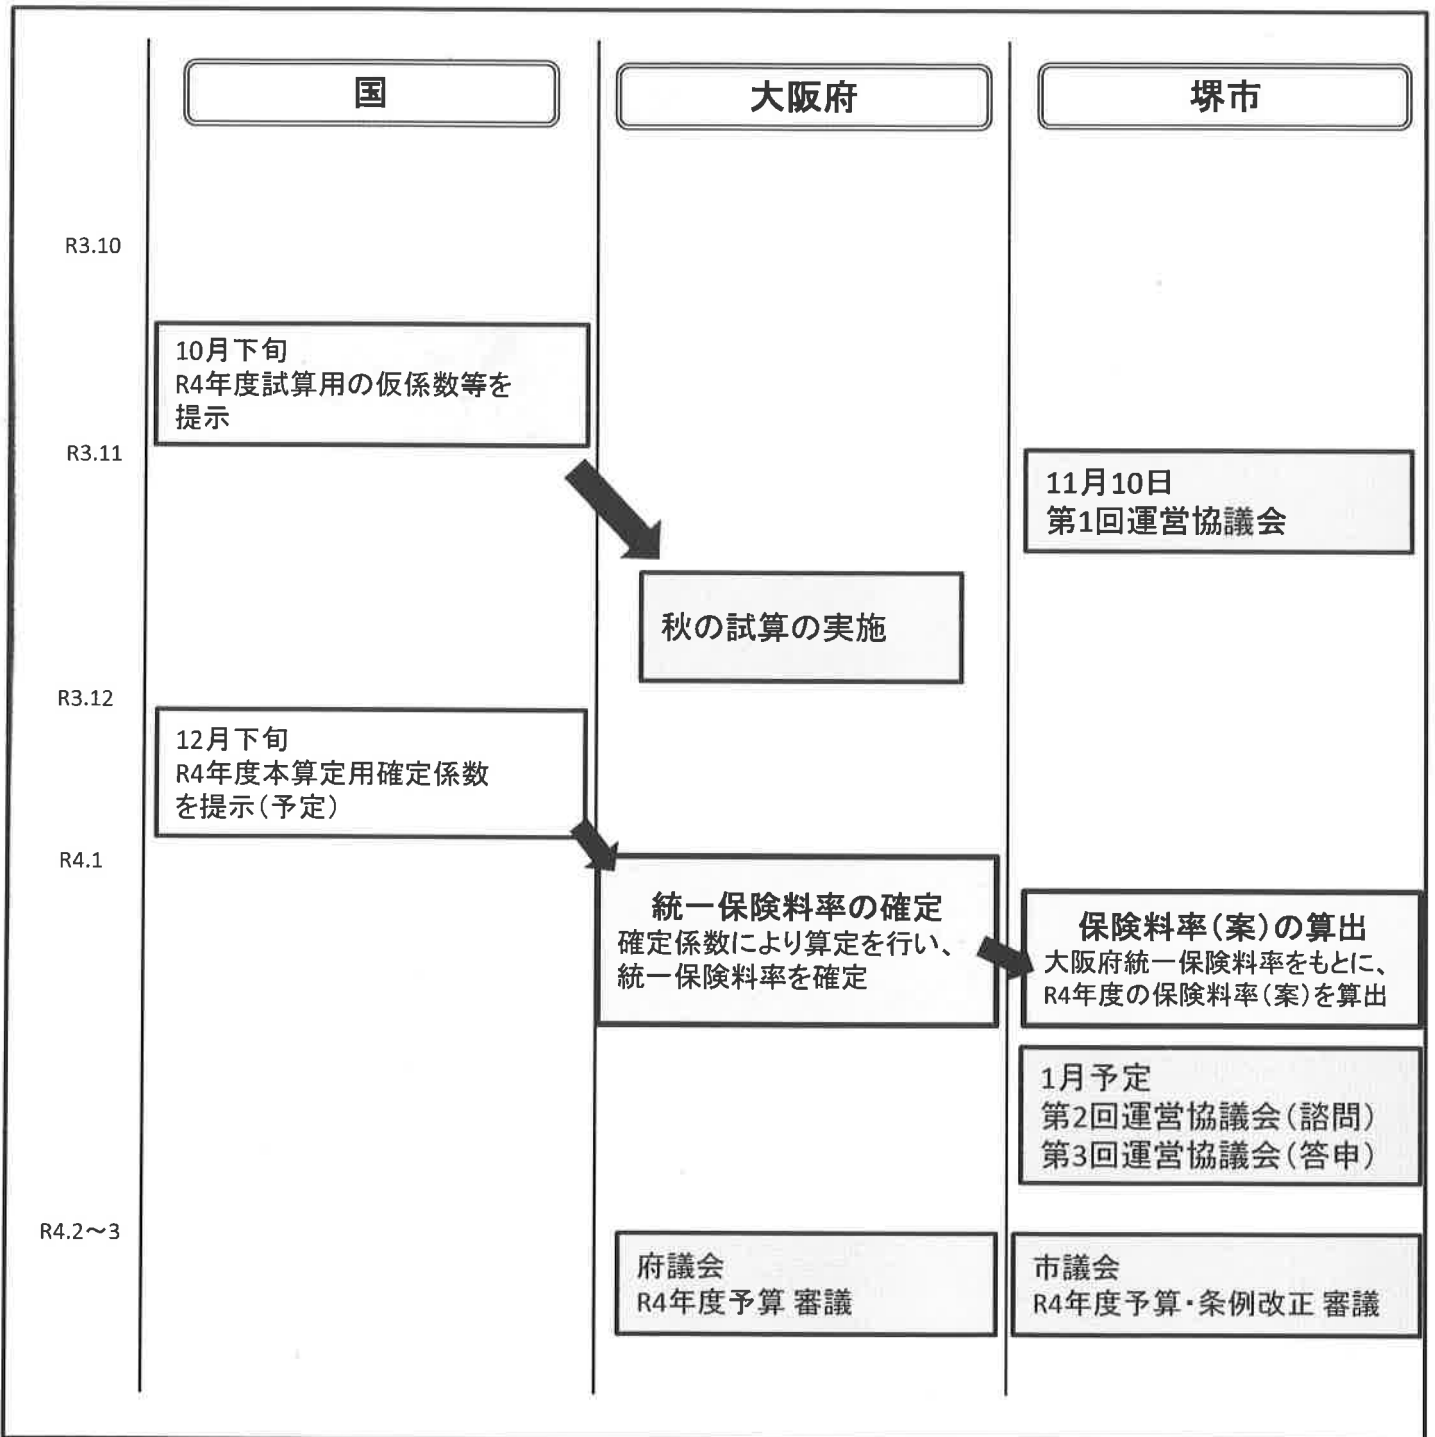 国
大阪府
堺市
R3.10
10月下旬
R4年度試算用の仮係数等を
提示
R3.11
11月10日
第1回運営協議会
秋の試算の実施
R3.12
12月下旬
R4年度本算定用確定係数
を提示(予定)
R4.1
統一保険料率の確定
確定係数により算定を行い、
統一保険料率を確定
保険料率(案)の算出
大阪府統一保険料率をもとに、
R4年度の保険料率(案)を算出
1月予定
第2回運営協議会(諮問)
第3回運営協議会(答申)
R4.2～3
府議会
R4年度予算 審議
市議会
R4年度予算・条例改正 審議